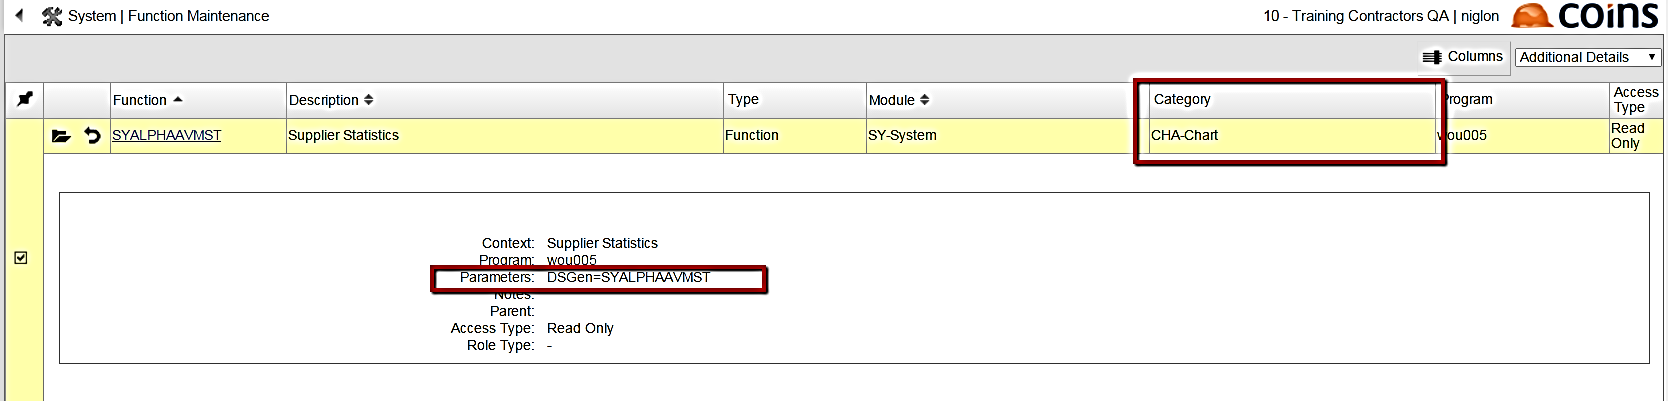 System | Function Maintenance
10 - Training Contractors QA | niglon
coins
Columns
Additional Details
Function Description Type Module Category Program Access Type
SYALPHAAVMST Supplier Statistics Function SY-System CHA-Chart wou005 Read Only
Context: Supplier Statistics
Program: wou005
Parameters: DSGen=SYALPHAAVMST
Notes:
Parent:
Access Type: Read Only
Role Type: -